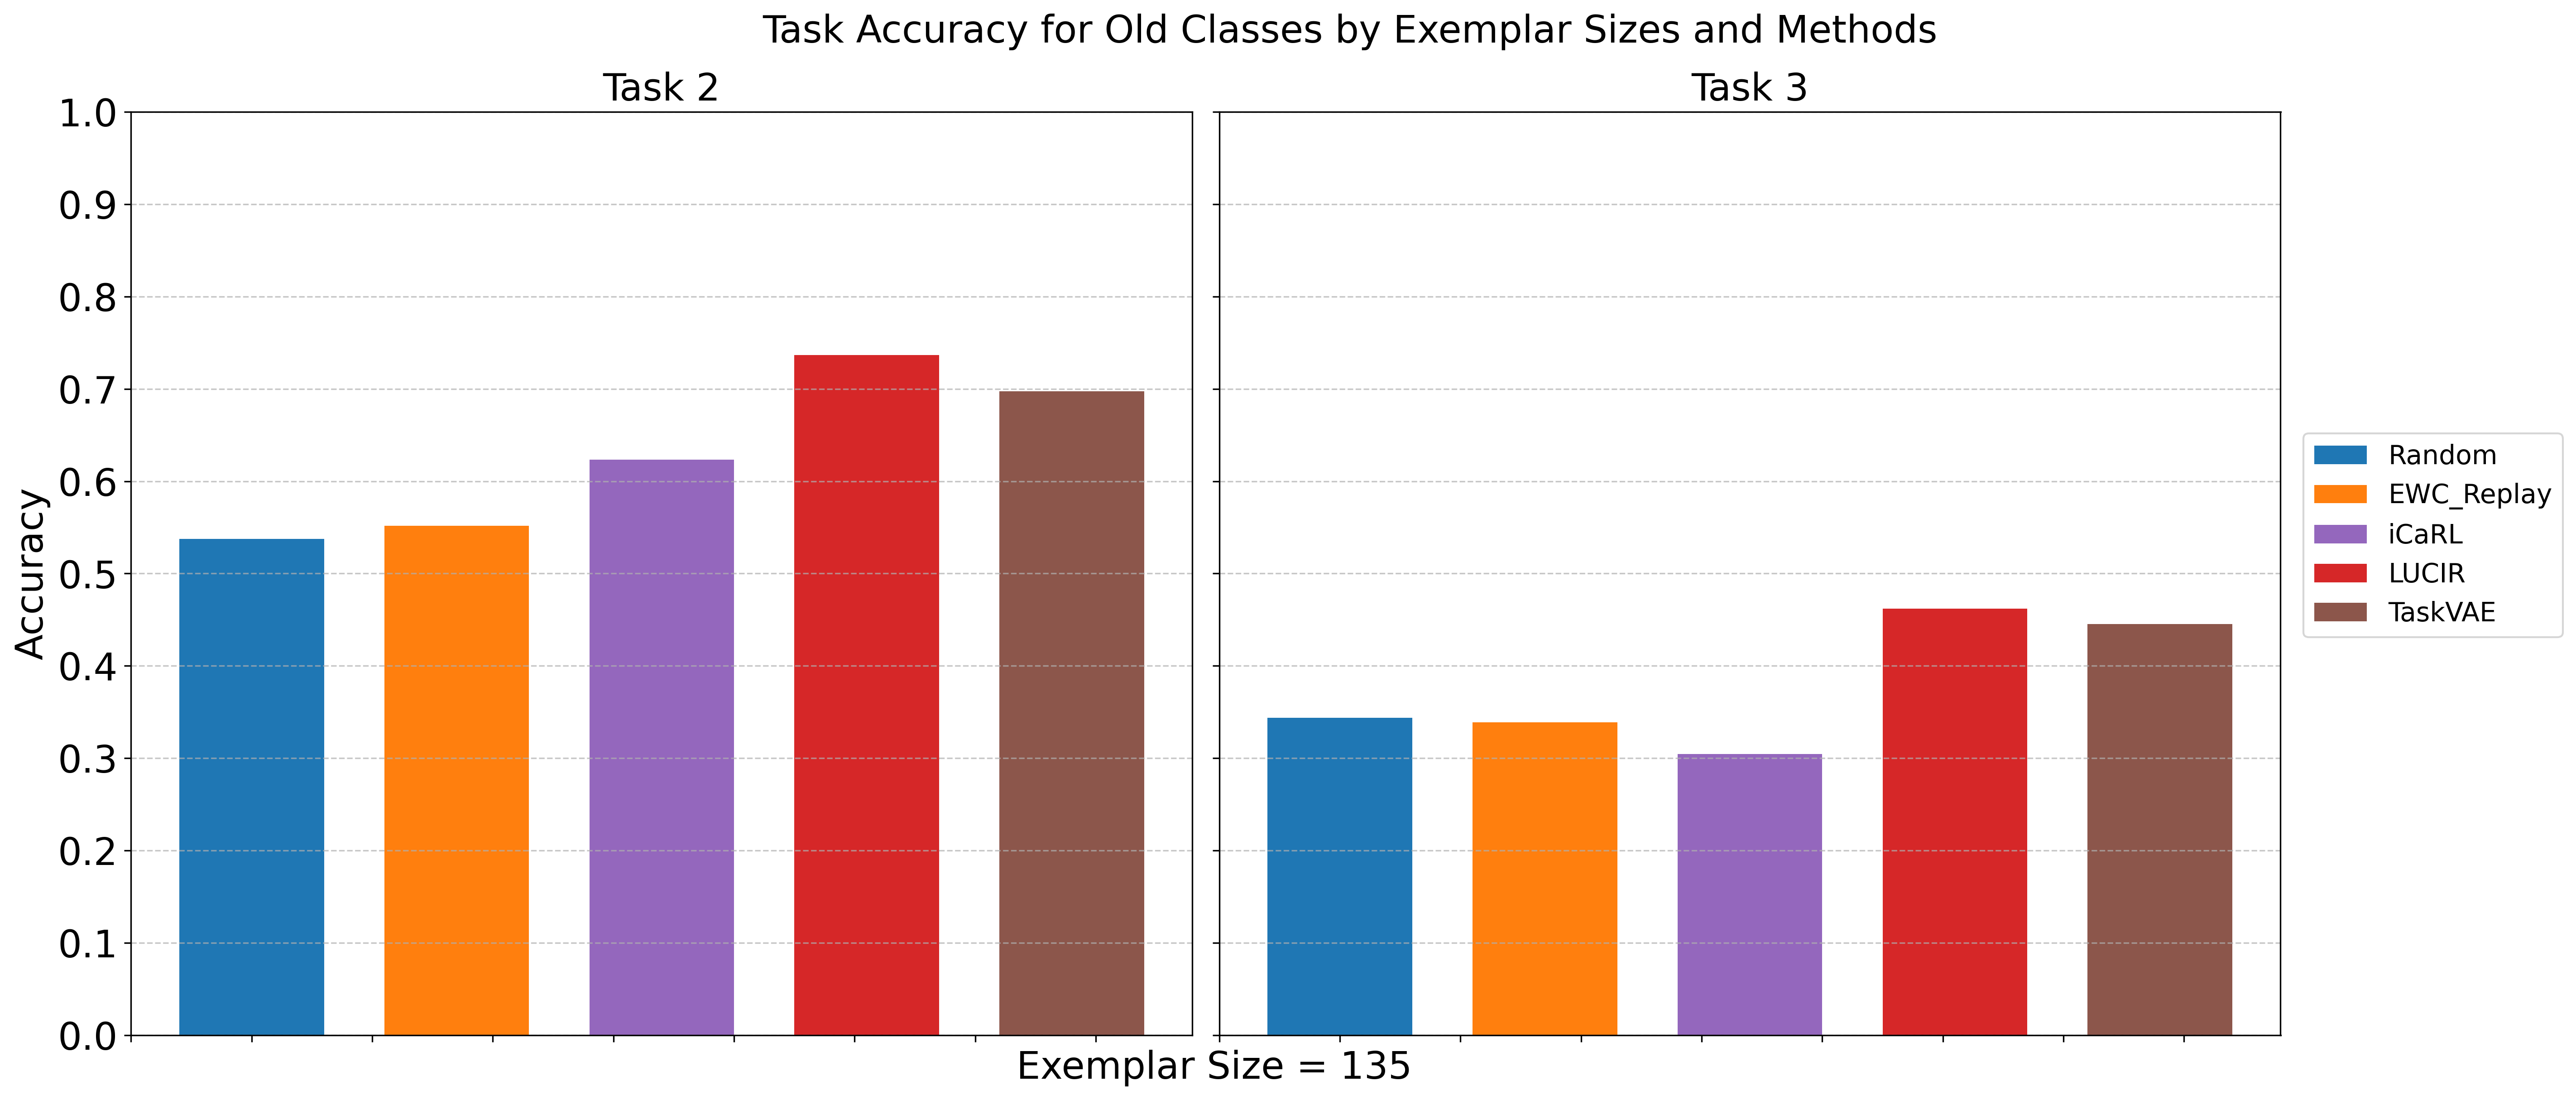 Task Accuracy for Old Classes by Exemplar Sizes and Methods
Task 2
Task 3
1.0
0.9
0.8
0.7
0.6
0.5
0.4
0.3
0.2
0.1
0.0
Accuracy
Exemplar Size = 135
Random
EWC_Replay
iCaRL
LUCIR
TaskVAE